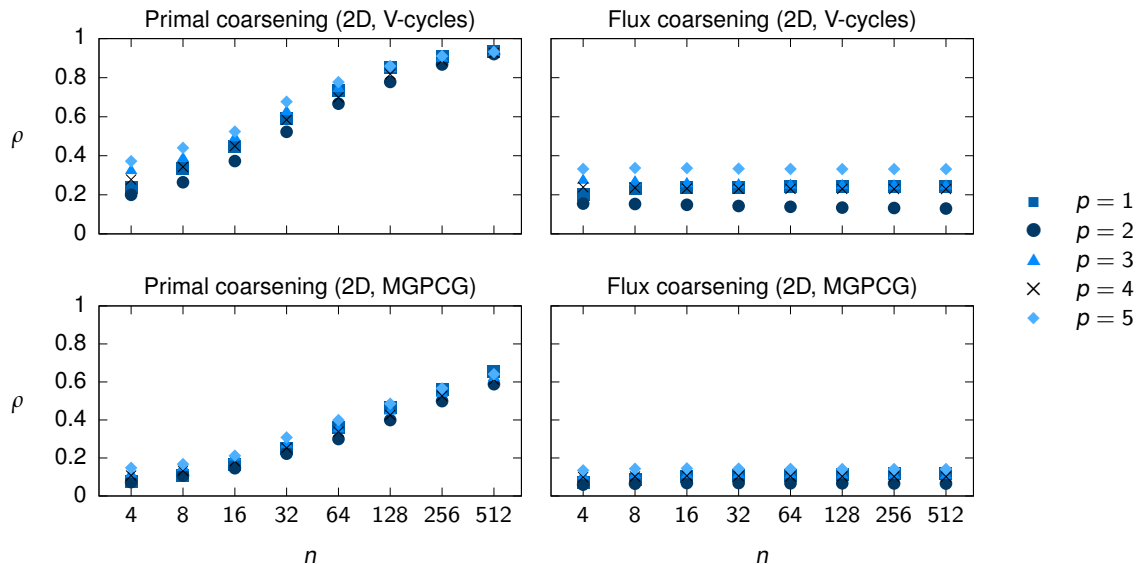 Primal coarsening (2D, V-cycles)
Flux coarsening (2D, V-cycles)
1
0.8
0.6
0.4
0.2
0
ρ
p = 1
p = 2
p = 3
p = 4
p = 5
Primal coarsening (2D, MGPCG)
Flux coarsening (2D, MGPCG)
1
0.8
0.6
0.4
0.2
0
ρ
4 8 16 32 64 128 256 512
4 8 16 32 64 128 256 512
n
n